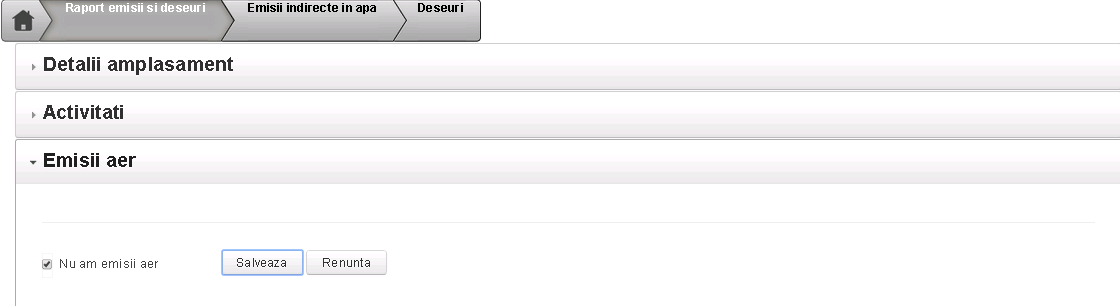 Raport emisii si deseuri Emisii indirecte in apa Deseuri
Detalii amplasament
Activitati
Emisii aer
Nu am emisii aer Salveaza Renunta